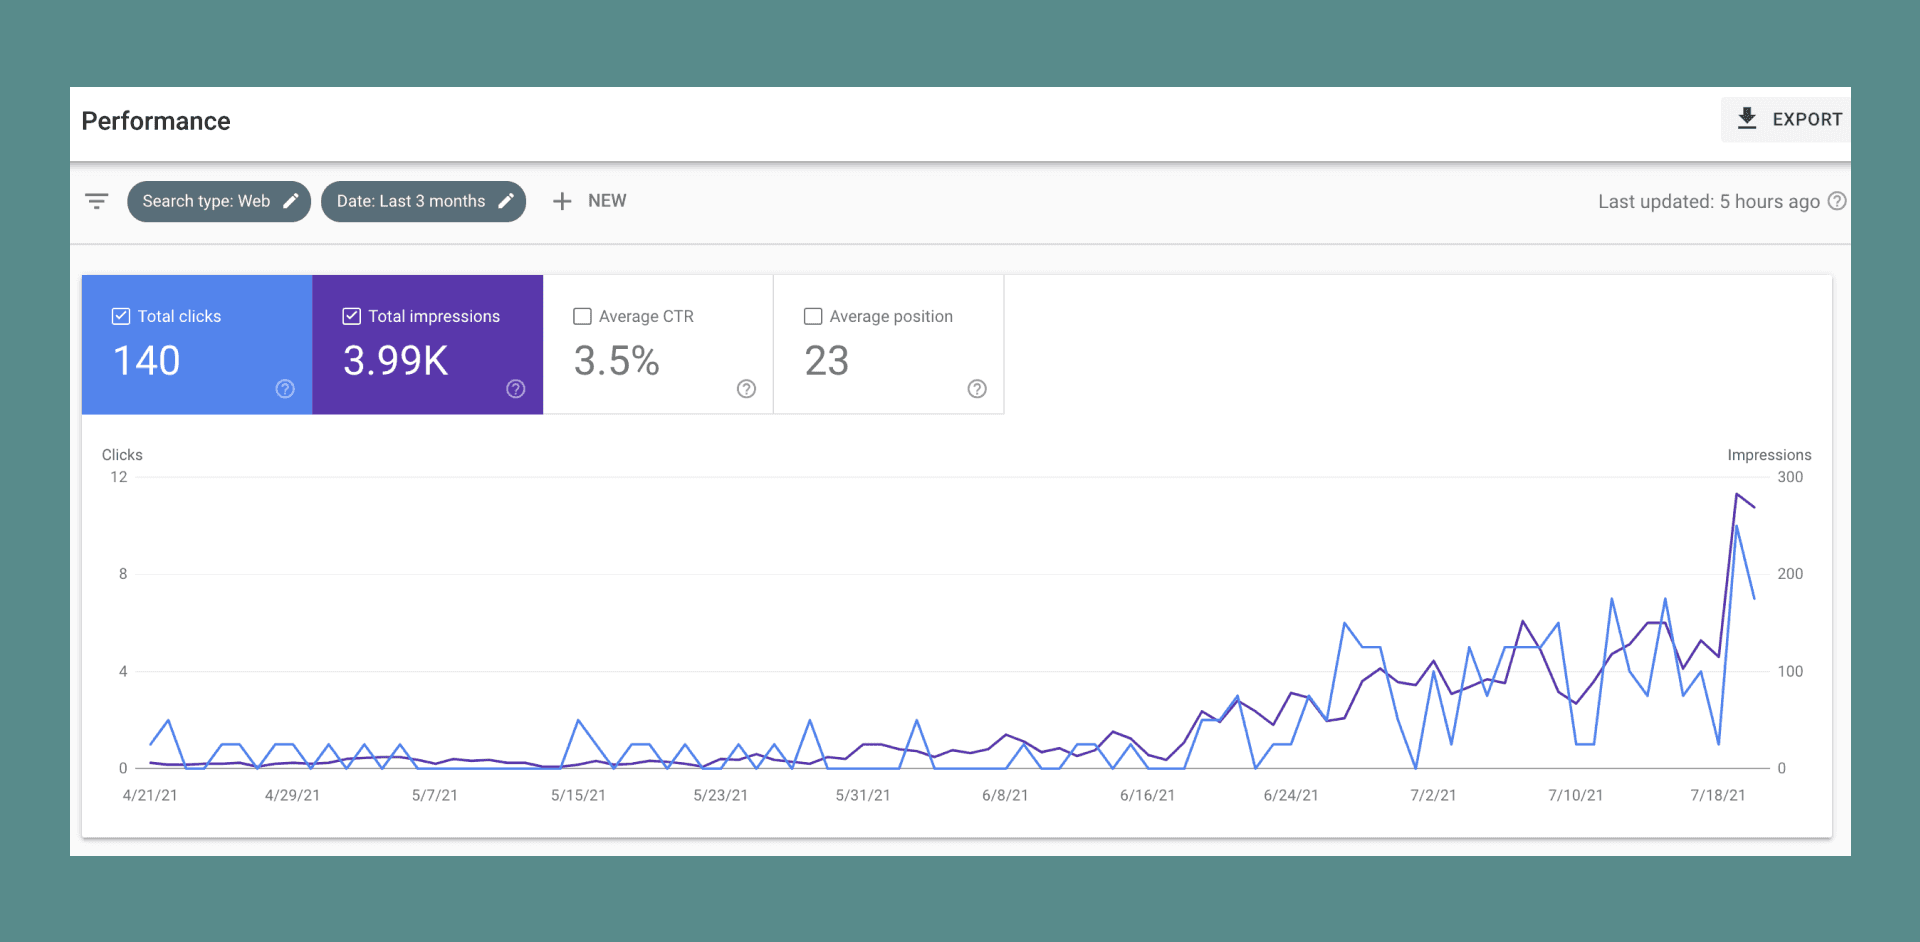 Performance
EXPORT
Search type: Web
Date: Last 3 months
NEW
Last updated: 5 hours ago
Total clicks
140
Total impressions
3.99K
Average CTR
3.5%
Average position
23
Clicks
Impressions
12
300
8
200
4
100
0
0
4/21/21
4/29/21
5/7/21
5/15/21
5/23/21
5/31/21
6/8/21
6/16/21
6/24/21
7/2/21
7/10/21
7/18/21